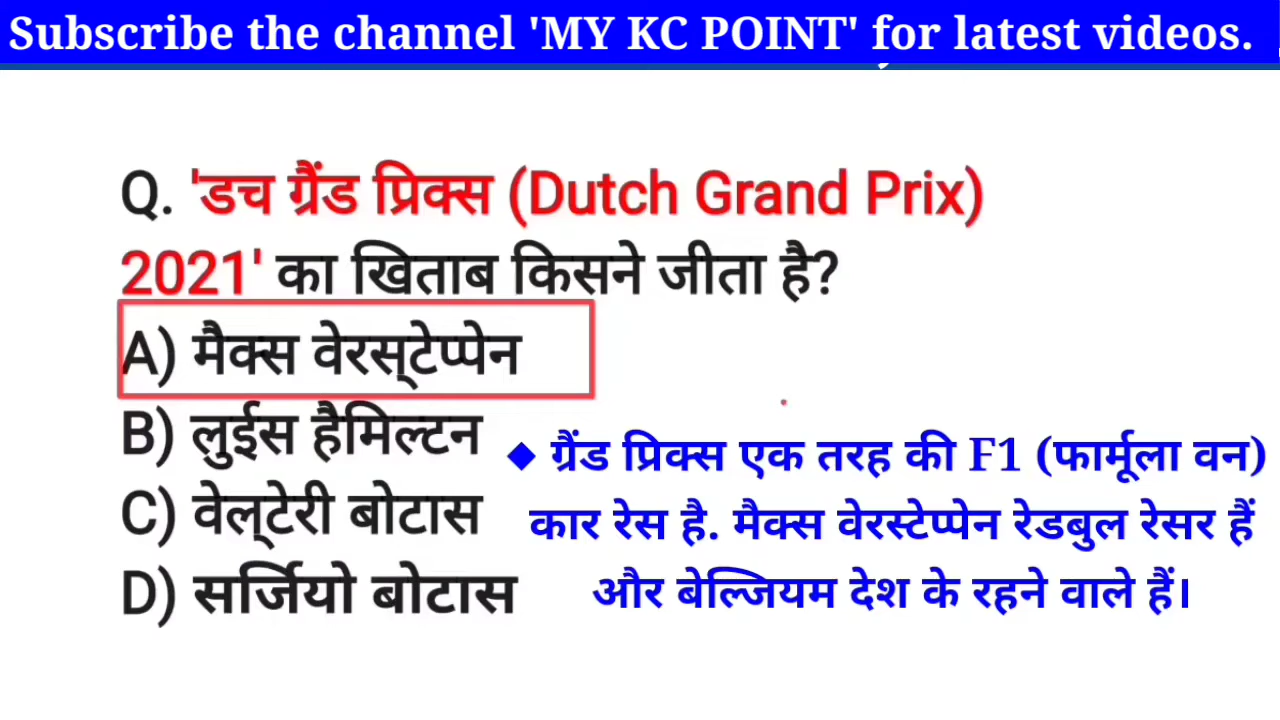 Subscribe the channel 'MY KC POINT' for latest videos.
Q. 'डच ग्रैंड प्रिक्स (Dutch Grand Prix)
2021' का खिताब किसने जीता है?
A) मैक्स वेरस्‌टेप्पेन
B) लुईस हैमिल्टन
C) वेल्‌टेरी बोटास
D) सर्जियो बोटास
◆ ग्रैंड प्रिक्स एक तरह की F1 (फार्मूला वन)
कार रेस है. मैक्स वेरस्टेप्पेन रेडबुल रेसर हैं
और बेल्जियम देश के रहने वाले हैं।